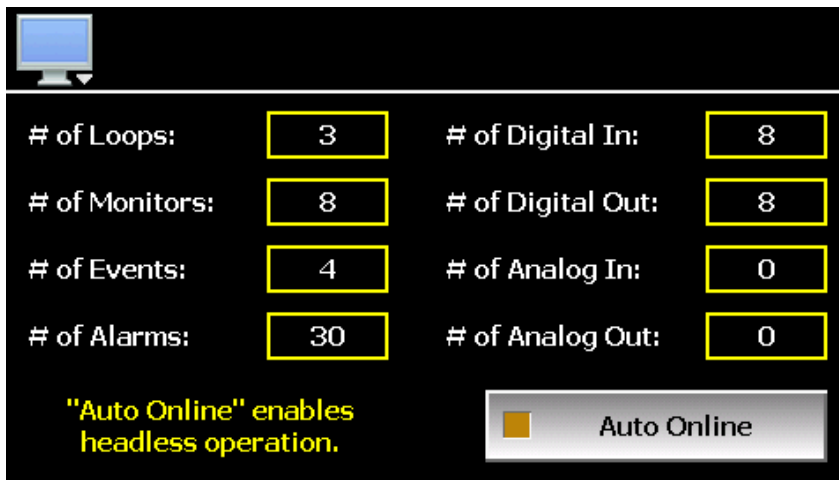 # of Loops: 3 # of Digital In: 8
# of Monitors: 8 # of Digital Out: 8
# of Events: 4 # of Analog In: 0
# of Alarms: 30 # of Analog Out: 0
"Auto Online" enables
headless operation.
Auto Online